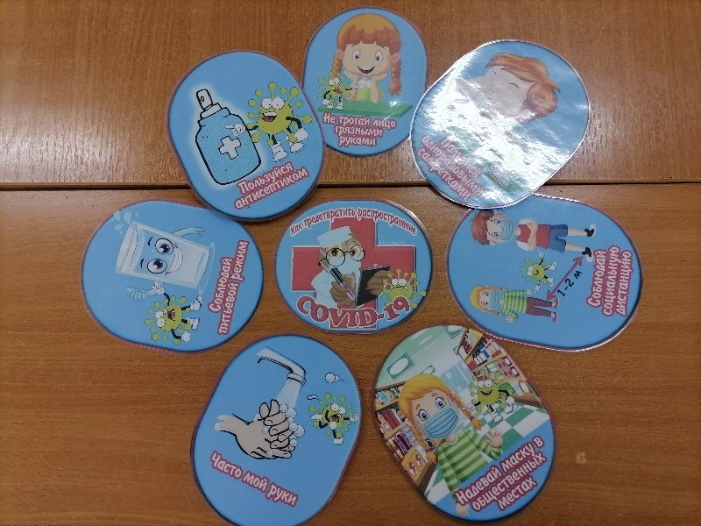 Не трогай лицо
грязными
руками
Пользуйся
антисептиком
Соблюдай
питьевой режим
Как предотвратить распространение
COVID-19
1-2 м
Соблюдай
социальную
дистанцию
Часто мой руки
Надевай маску в
общественных
местах